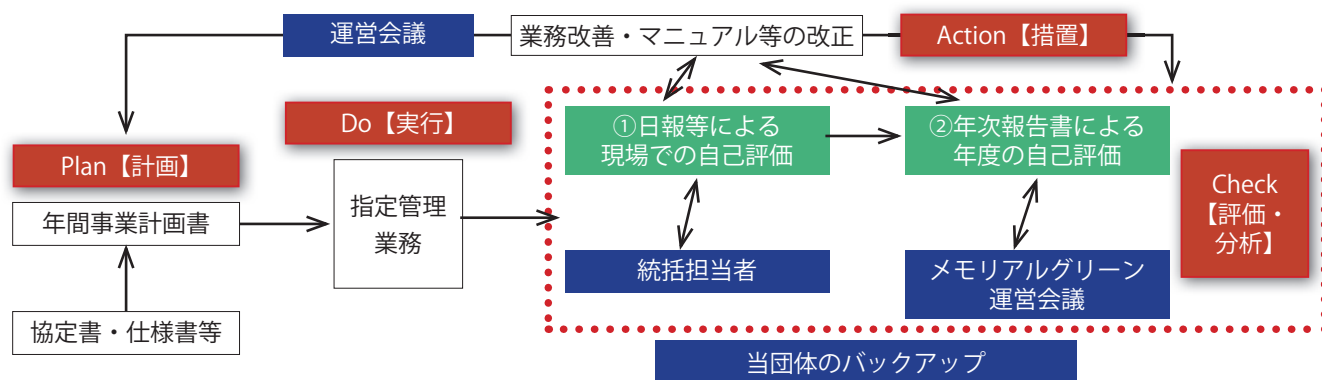 運営会議
業務改善・マニュアル等の改正
Action【措置】
Do【実行】
Plan【計画】
年間事業計画書
協定書・仕様書等
指定管理
業務
①日報等による
現場での自己評価
②年次報告書による
年度の自己評価
Check
【評価・
分析】
統括担当者
メモリアルグリーン
運営会議
当団体のバックアップ